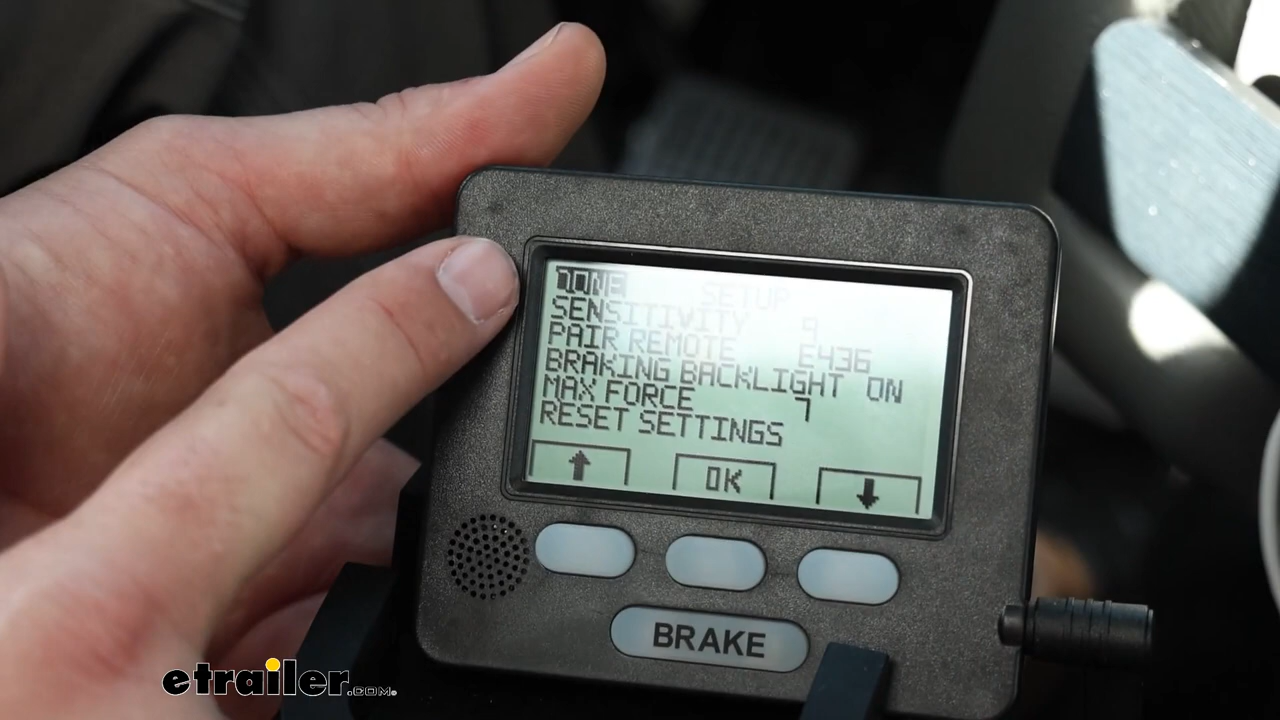 DONE SETUP
SENSITIVITY 9
PAIR REMOTE E436
BRAKING BACKLIGHT ON
MAX FORCE 7
RESET SETTINGS
OK
BRAKE
etrailer.COM.